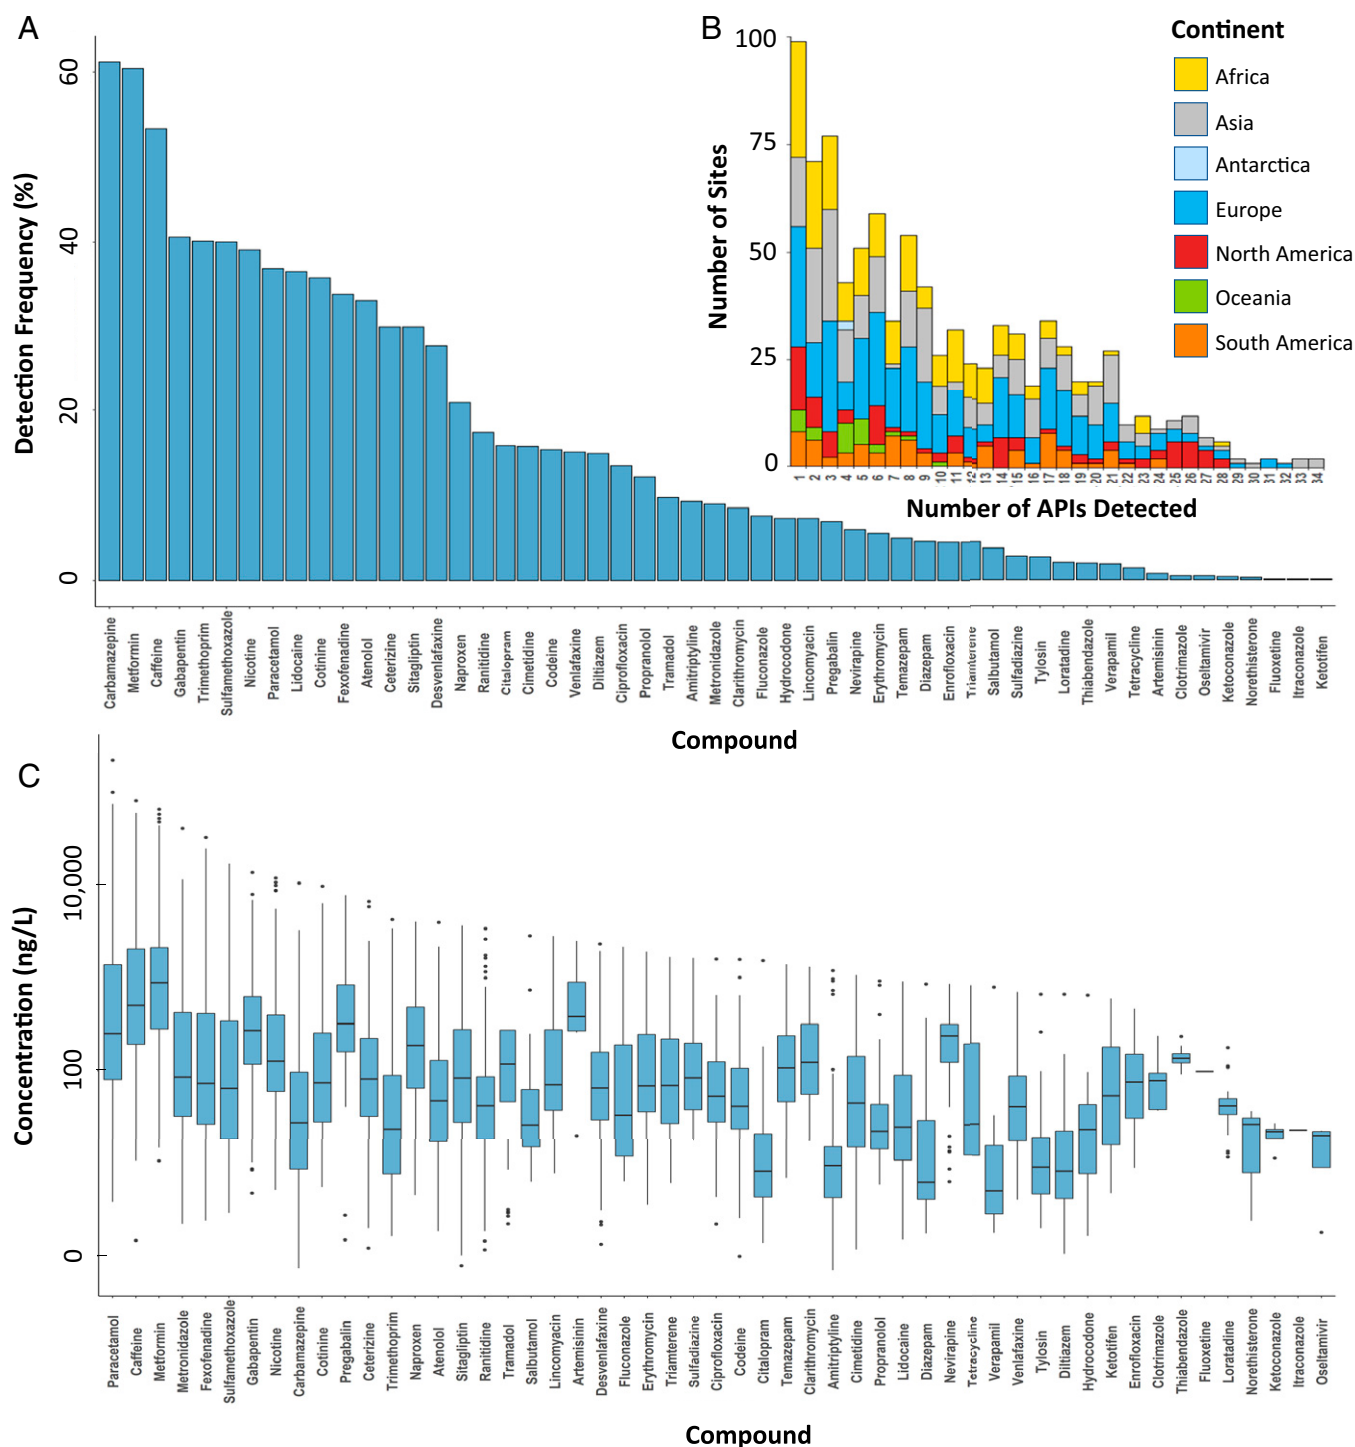 A
Detection Frequency (%)
60
40
20
0
Carbamazepine
Metformin
Caffeine
Gabapentin
Trimethoprim
Sulfamethoxazole
Nicotine
Paracetamol
Lidocaine
Cotinine
Fexofenadine
Atenolol
Ceterizine
Sitagliptin
Desvenlafaxine
Naproxen
Ranitidine
Citalopram
Cimetidine
Codeine
Venlafaxine
Diltiazem
Ciprofloxacin
Propranolol
Tramadol
Amitriptyline
Metronidazole
Clarithromycin
Fluconazole
Hydrocodone
Lincomyacin
Pregabalin
Nevirapine
Erythromycin
Temazepam
Diazepam
Enrofloxacin
Triamterene
Salbutamol
Sulfadiazine
Tylosin
Loratadine
Thiabendazole
Verapamil
Tetracycline
Artemisinin
Clotrimazole
Oseltamivir
Ketoconazole
Norethisterone
Fluoxetine
Itraconazole
Ketotifen
Compound
B
Number of Sites
100
75
50
25
0
1
2
3
4
5
6
7
8
9
10
11
12
13
14
15
16
17
18
19
20
21
22
23
24
25
26
27
28
29
30
31
32
33
34
Number of APIs Detected
Continent
Africa
Asia
Antarctica
Europe
North America
Oceania
South America
C
Concentration (ng/L)
10,000
100
0
Paracetamol
Caffeine
Metformin
Metronidazole
Fexofenadine
Sulfamethoxazole
Gabapentin
Nicotine
Carbamazepine
Cotinine
Pregabalin
Ceterizine
Trimethoprim
Naproxen
Atenolol
Sitagliptin
Ranitidine
Tramadol
Salbutamol
Lincomyacin
Artemisinin
Desvenlafaxine
Fluconazole
Erythromycin
Triamterene
Sulfadiazine
Ciprofloxacin
Codeine
Citalopram
Temazepam
Clarithromycin
Amitriptyline
Cimetidine
Propranolol
Lidocaine
Diazepam
Nevirapine
Tetracycline
Verapamil
Venlafaxine
Tylosin
Diltiazem
Hydrocodone
Ketotifen
Enrofloxacin
Clotrimazole
Thiabendazole
Fluoxetine
Loratadine
Norethisterone
Ketoconazole
Itraconazole
Oseltamivir
Compound